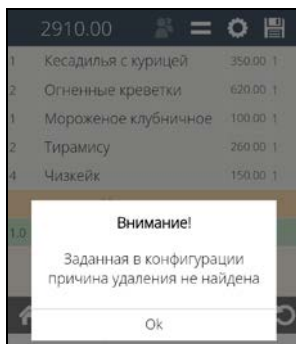 2910.00
1 Кесадилья с курицей 350.00 1
2 Огненные креветки 620.00 1
1 Мороженое клубничное 100.00 1
2 Тирамису 260.00 1
4 Чизкейк 150.00 1
1.0
Внимание!
Заданная в конфигурации
причина удаления не найдена
Ok